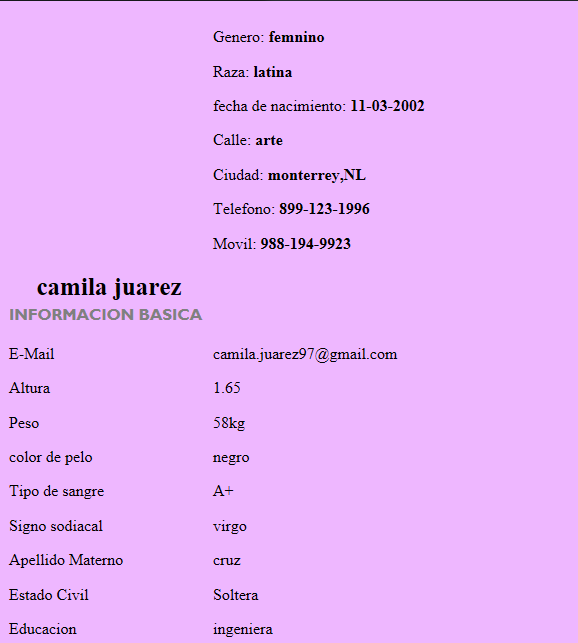 Genero: femnino
Raza: latina
fecha de nacimiento: 11-03-2002
Calle: arte
Ciudad: monterrey,NL
Telefono: 899-123-1996
Movil: 988-194-9923
camila juarez
INFORMACION BASICA
E-Mail camila.juarez97@gmail.com
Altura 1.65
Peso 58kg
color de pelo negro
Tipo de sangre A+
Signo sodiacal virgo
Apellido Materno cruz
Estado Civil Soltera
Educacion ingeniera